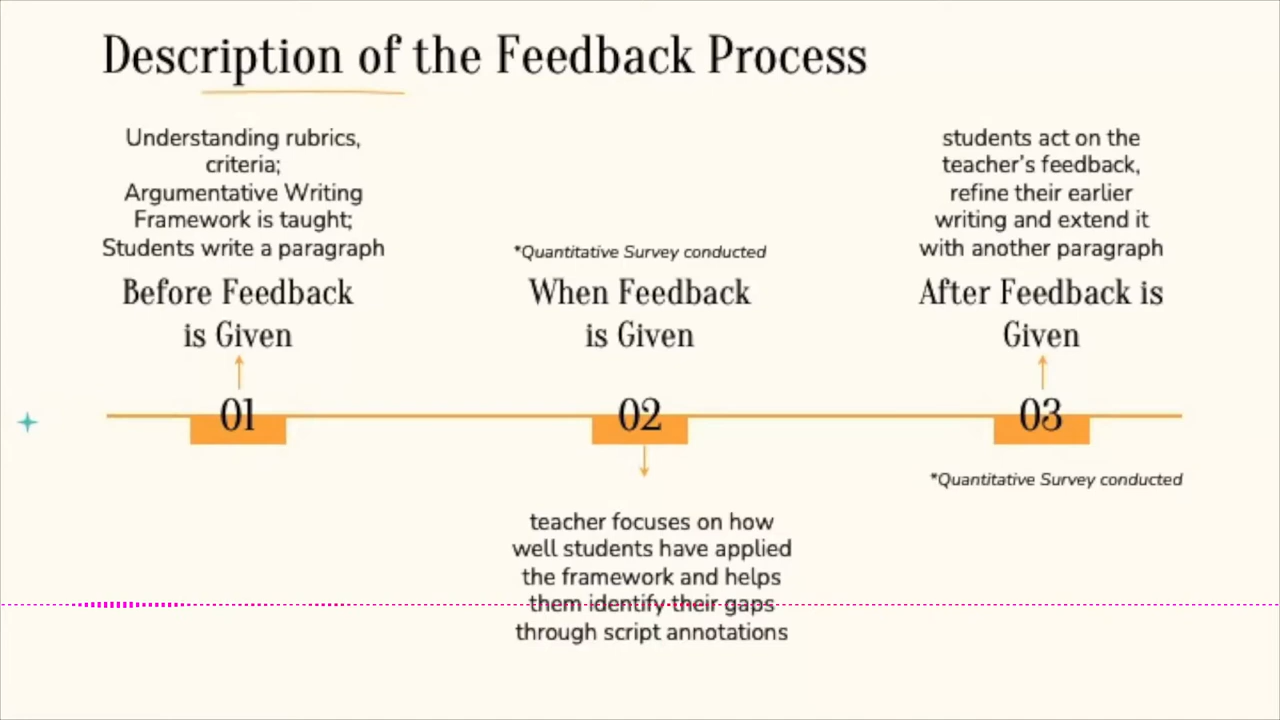 Description of the Feedback Process
Understanding rubrics,
criteria;
Argumentative Writing
Framework is taught;
Students write a paragraph
Before Feedback
is Given
01
*Quantitative Survey conducted
When Feedback
is Given
02
teacher focuses on how
well students have applied
the framework and helps
them identify their gaps
through script annotations
students act on the
teacher's feedback,
refine their earlier
writing and extend it
with another paragraph
After Feedback is
Given
03
*Quantitative Survey conducted